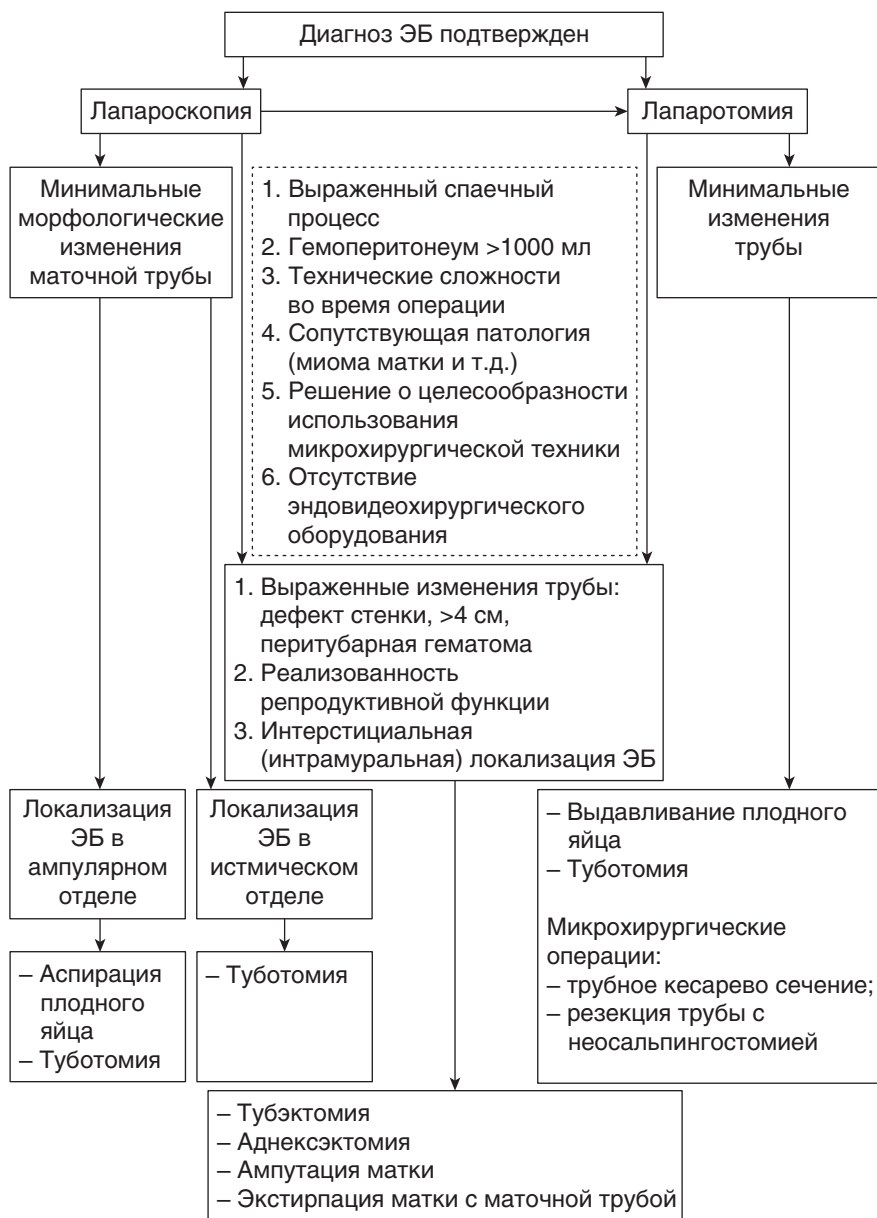 Диагноз ЭБ подтвержден
Лапароскопия
Лапаротомия
Минимальные
морфологические
изменения
маточной трубы
1. Выраженный спаечный
процесс
2. Гемоперитонеум >1000 мл
3. Технические сложности
во время операции
4. Сопутствующая патология
(миома матки и т.д.)
5. Решение о целесообразности
использования
микрохирургической техники
6. Отсутствие
эндовидеохирургического
оборудования
Минимальные
изменения
трубы
1. Выраженные изменения трубы:
дефект стенки, >4 см,
перитубарная гематома
2. Реализованность
репродуктивной функции
3. Интерстициальная
(интрамуральная) локализация ЭБ
Локализация
ЭБ в
ампулярном
отделе
Локализация
ЭБ в
истмическом
отделе
– Выдавливание плодного
яйца
– Туботомия
Микрохирургические
операции:
– трубное кесарево сечение;
– резекция трубы с
неосальпингостомией
– Аспирация
плодного
яйца
– Туботомия
– Туботомия
– Тубэктомия
– Аднексэктомия
– Ампутация матки
– Экстирпация матки с маточной трубой